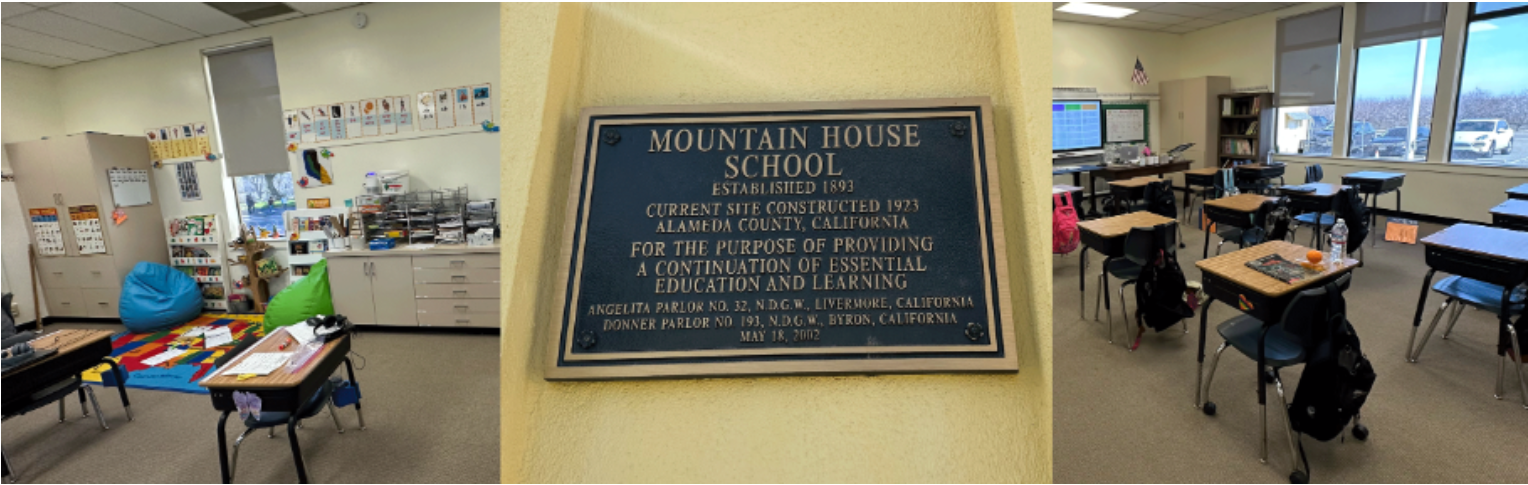 MOUNTAIN HOUSE
SCHOOL
ESTABLISHED 1893
CURRENT SITE CONSTRUCTED 1923
ALAMEDA COUNTY, CALIFORNIA
FOR THE PURPOSE OF PROVIDING
A CONTINUATION OF ESSENTIAL
EDUCATION AND LEARNING
ANGELITA PARLOR NO. 32, N.D.G.W., LIVERMORE, CALIFORNIA
DONNER PARLOR NO. 193, N.D.G.W., BYRON, CALIFORNIA
MAY 18, 2002